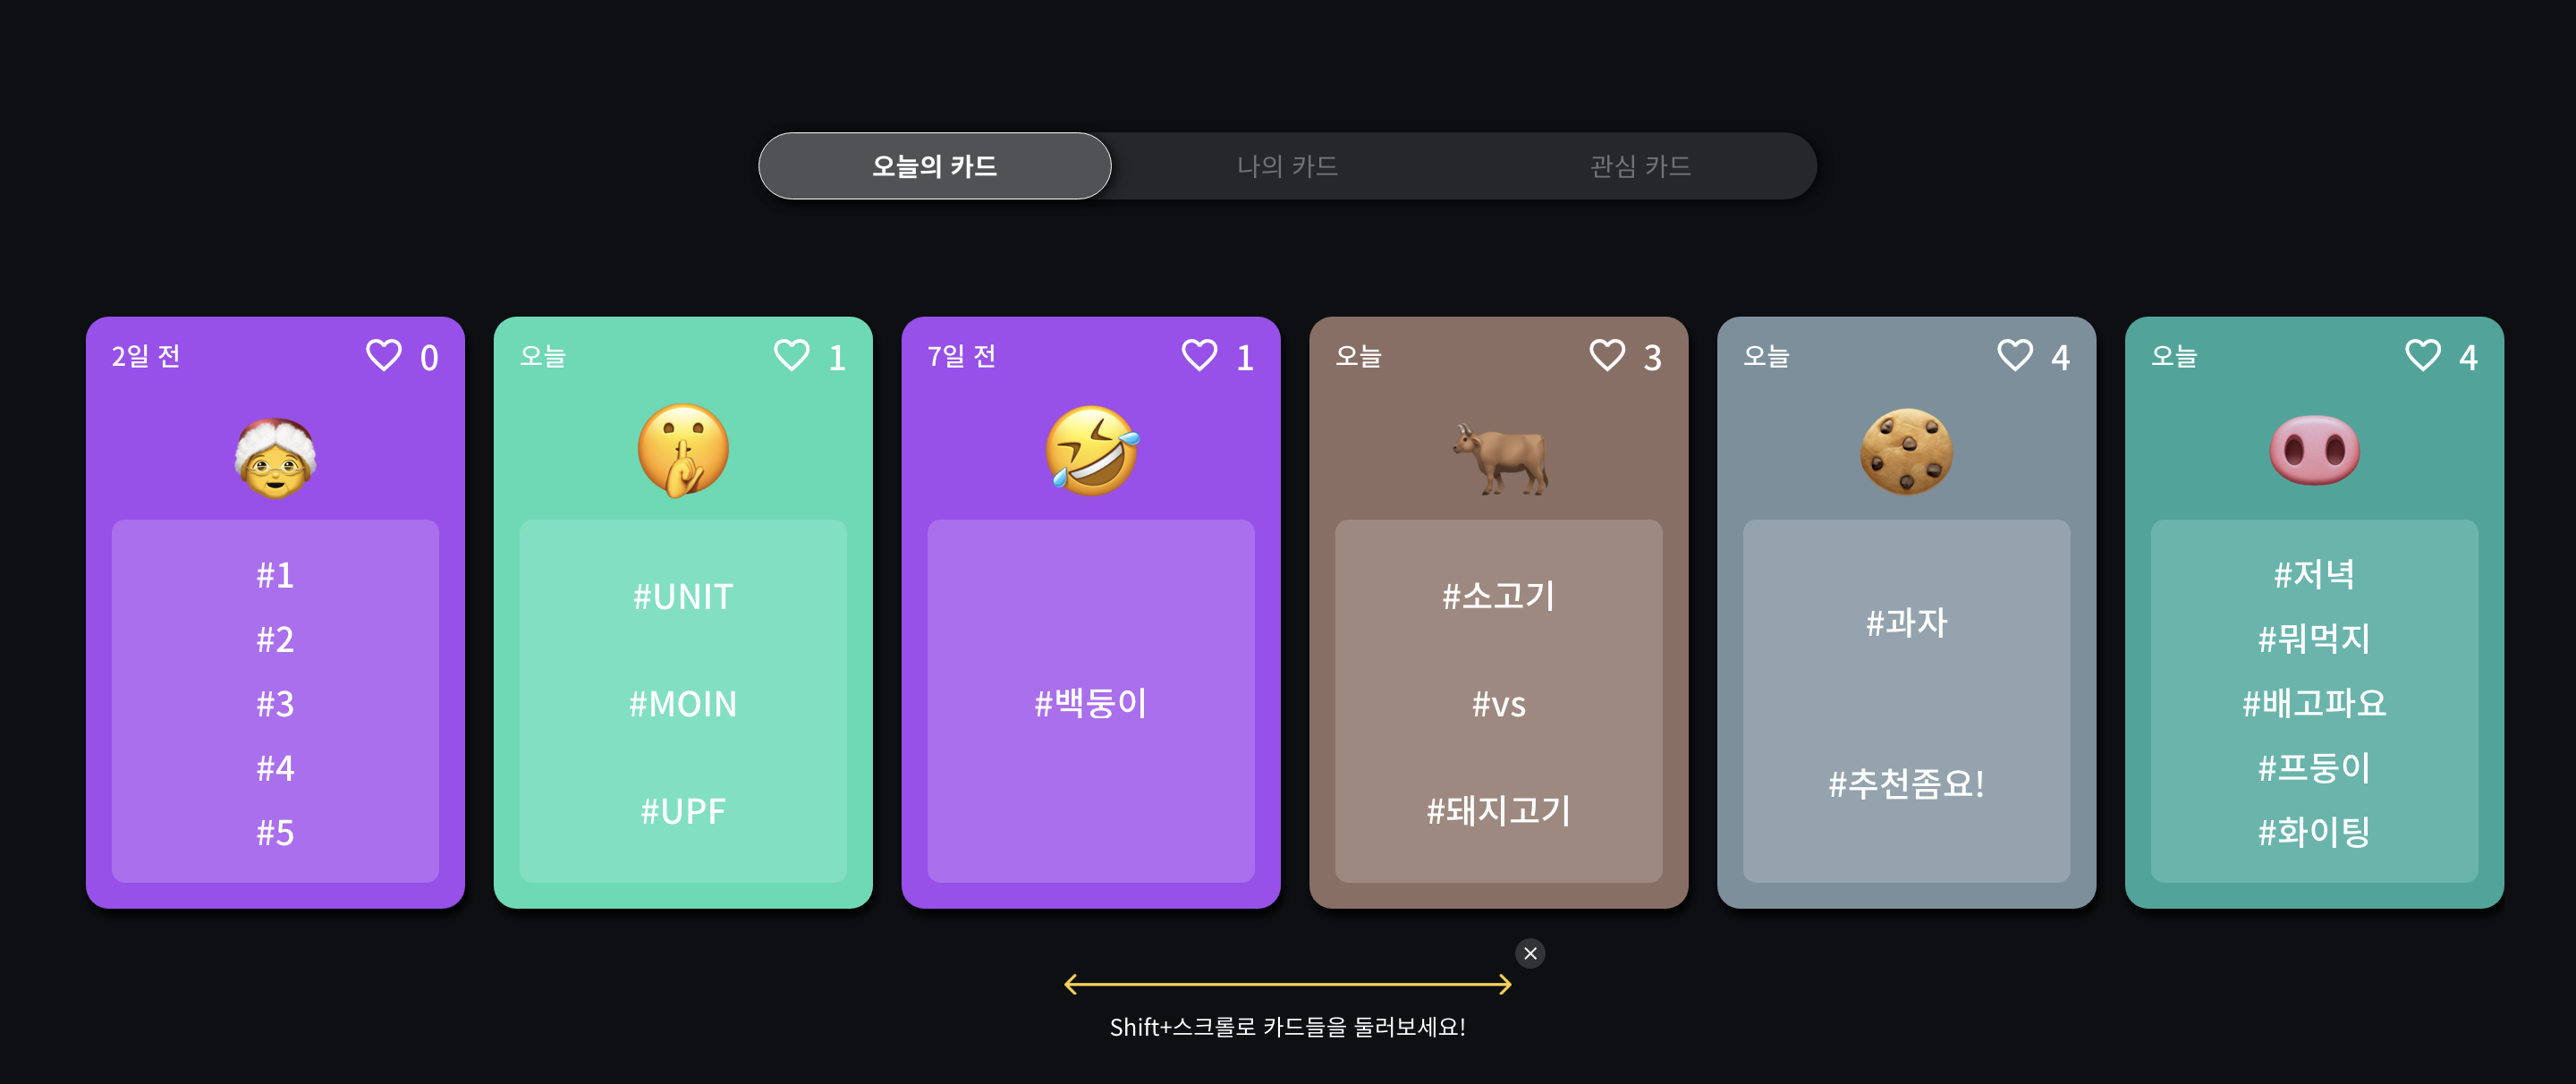 오늘의 카드
나의 카드
관심 카드
2일 전
0
#1
#2
#3
#4
#5
오늘
1
#UNIT
#MOIN
#UPF
7일 전
1
#백둥이
오늘
3
#소고기
#vs
#돼지고기
오늘
4
#과자
#추천좀요!
오늘
4
#저녁
#뭐먹지
#배고파요
#프둥이
#화이팅
Shift+스크롤로 카드들을 둘러보세요!